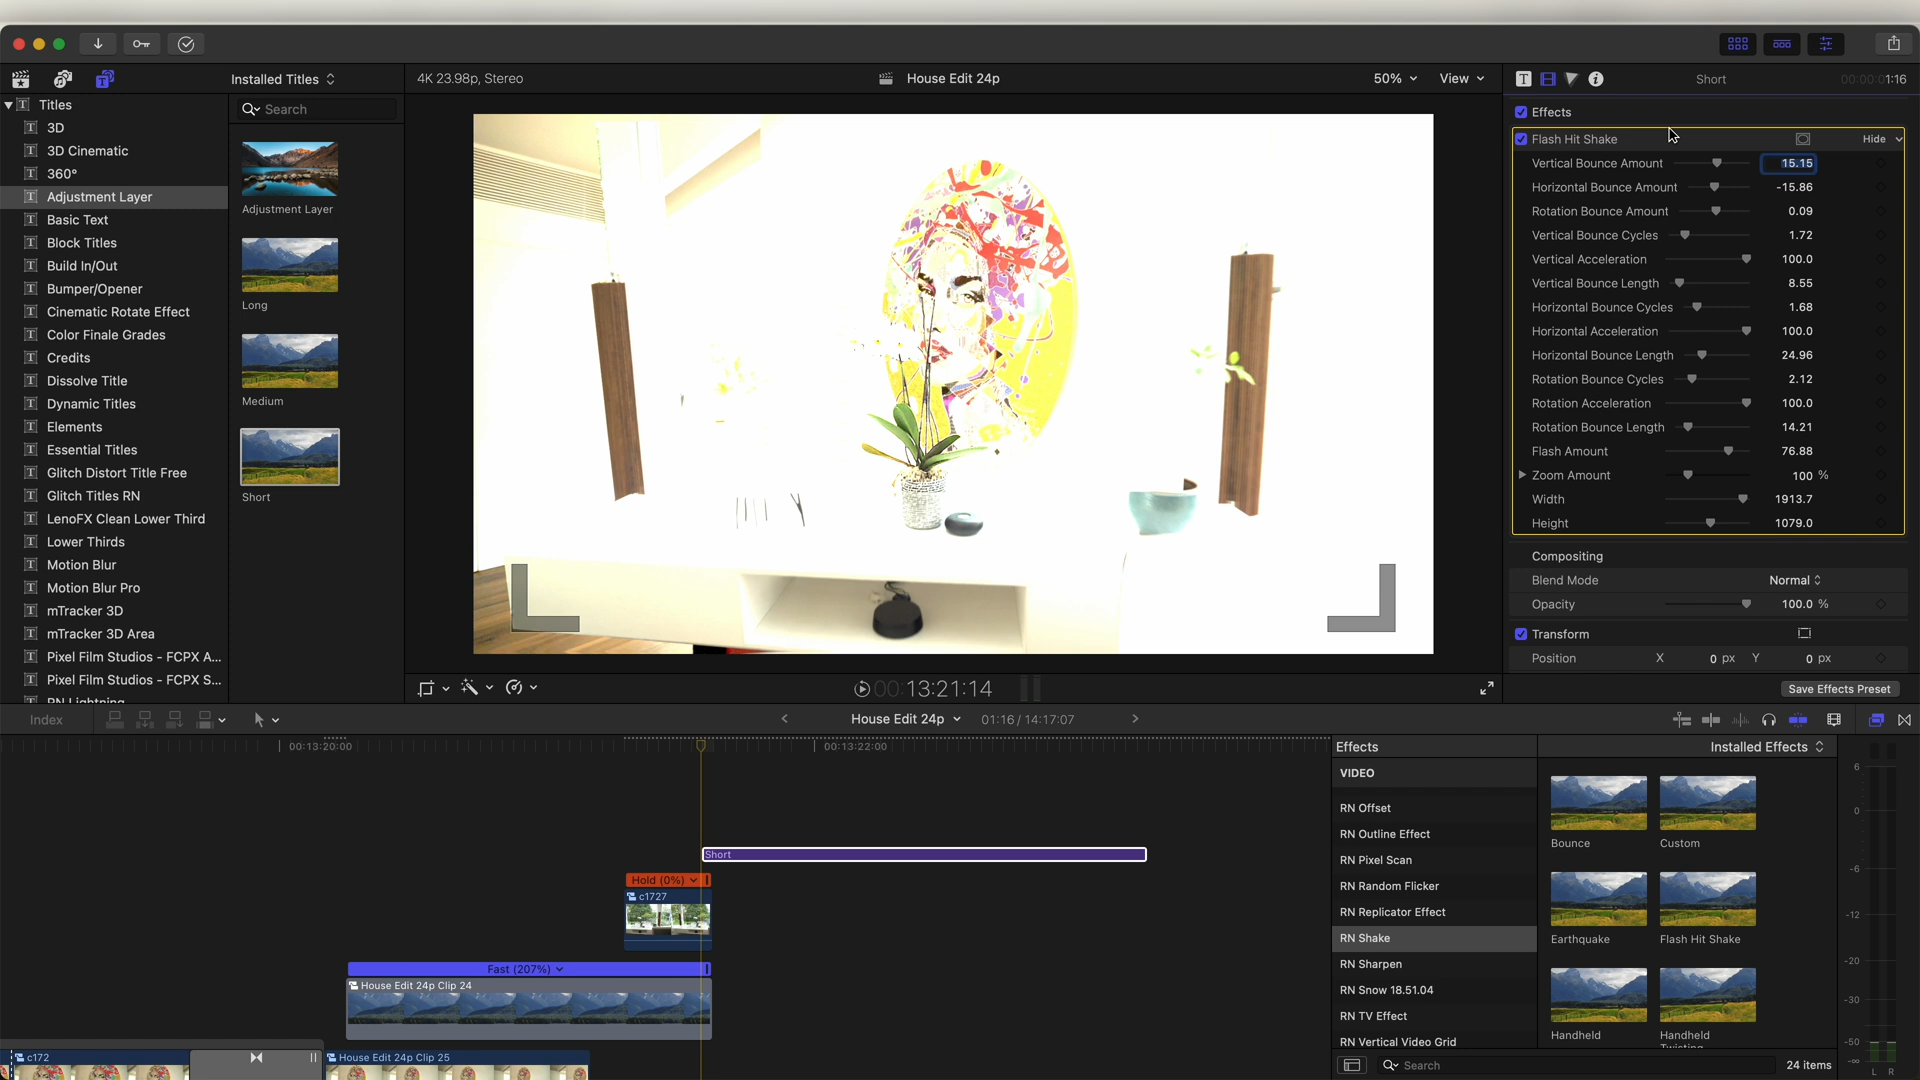 Installed Titles
4K 23.98p, Stereo
House Edit 24p
50%
View
Short
00:00:01:16
Titles
Search
3D
3D Cinematic
360°
Adjustment Layer
Basic Text
Block Titles
Build In/Out
Bumper/Opener
Cinematic Rotate Effect
Color Finale Grades
Credits
Dissolve Title
Dynamic Titles
Elements
Essential Titles
Glitch Distort Title Free
Glitch Titles RN
LenoFX Clean Lower Third
Lower Thirds
Motion Blur
Motion Blur Pro
mTracker 3D
mTracker 3D Area
Pixel Film Studios - FCPX A...
Pixel Film Studios - FCPX S...
RN Lightning
Adjustment Layer
Long
Medium
Short
Effects
Flash Hit Shake
Hide
Vertical Bounce Amount 15.15
Horizontal Bounce Amount -15.86
Rotation Bounce Amount 0.09
Vertical Bounce Cycles 1.72
Vertical Acceleration 100.0
Vertical Bounce Length 8.55
Horizontal Bounce Cycles 1.68
Horizontal Acceleration 100.0
Horizontal Bounce Length 24.96
Rotation Bounce Cycles 2.12
Rotation Acceleration 100.0
Rotation Bounce Length 14.21
Flash Amount 76.88
Zoom Amount 100 %
Width 1913.7
Height 1079.0
Compositing
Blend Mode Normal
Opacity 100.0 %
Transform
Position X 0 px Y 0 px
Save Effects Preset
00:13:21:14
Index
House Edit 24p
01:16 / 14:17:07
00:13:20:00
00:13:22:00
Short
Hold (0%)
c1727
Fast (207%)
House Edit 24p Clip 24
c172
House Edit 24p Clip 25
Effects
Installed Effects
VIDEO
RN Offset
RN Outline Effect
RN Pixel Scan
RN Random Flicker
RN Replicator Effect
RN Shake
RN Sharpen
RN Snow 18.51.04
RN TV Effect
RN Vertical Video Grid
Bounce
Custom
Earthquake
Flash Hit Shake
Handheld
Handheld
Twisting
Search
24 items
6
0
-6
-12
-20
-30
-50
-∞
L R